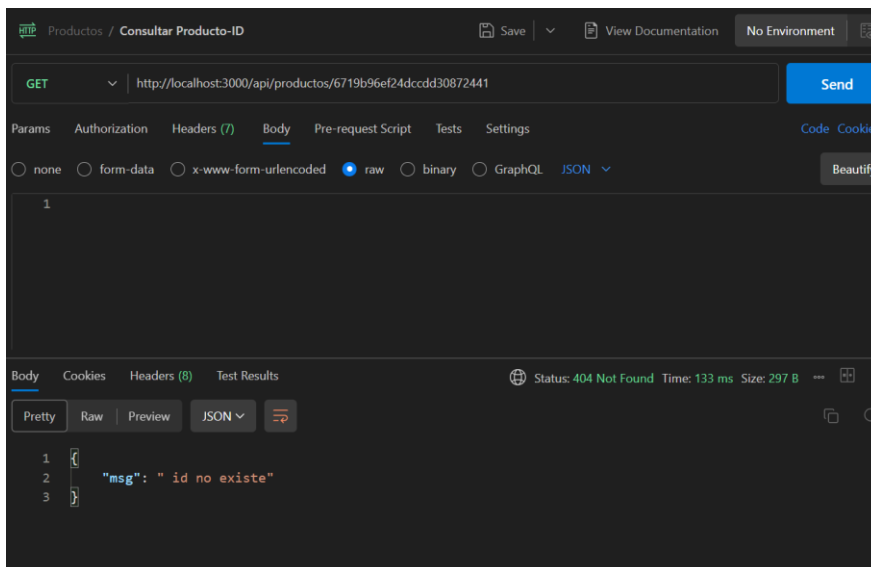 HTTP Productos / Consultar Producto-ID Save View Documentation No Environment
GET http://localhost:3000/api/productos/6719b96ef24dccdd30872441 Send
Params Authorization Headers (7) Body Pre-request Script Tests Settings Code Cookie
none form-data x-www-form-urlencoded raw binary GraphQL JSON Beautify
1
Body Cookies Headers (8) Test Results Status: 404 Not Found Time: 133 ms Size: 297 B
Pretty Raw Preview JSON
1 {
2 "msg": " id no existe"
3 }